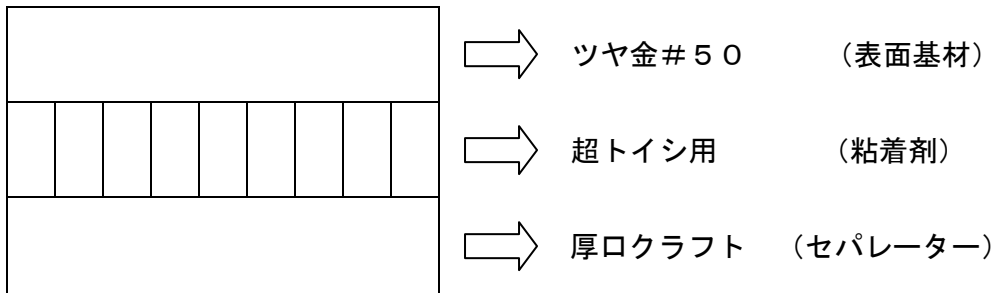 ツヤ金＃５０　（表面基材）
超トイシ用　（粘着剤）
厚口クラフト　（セパレーター）